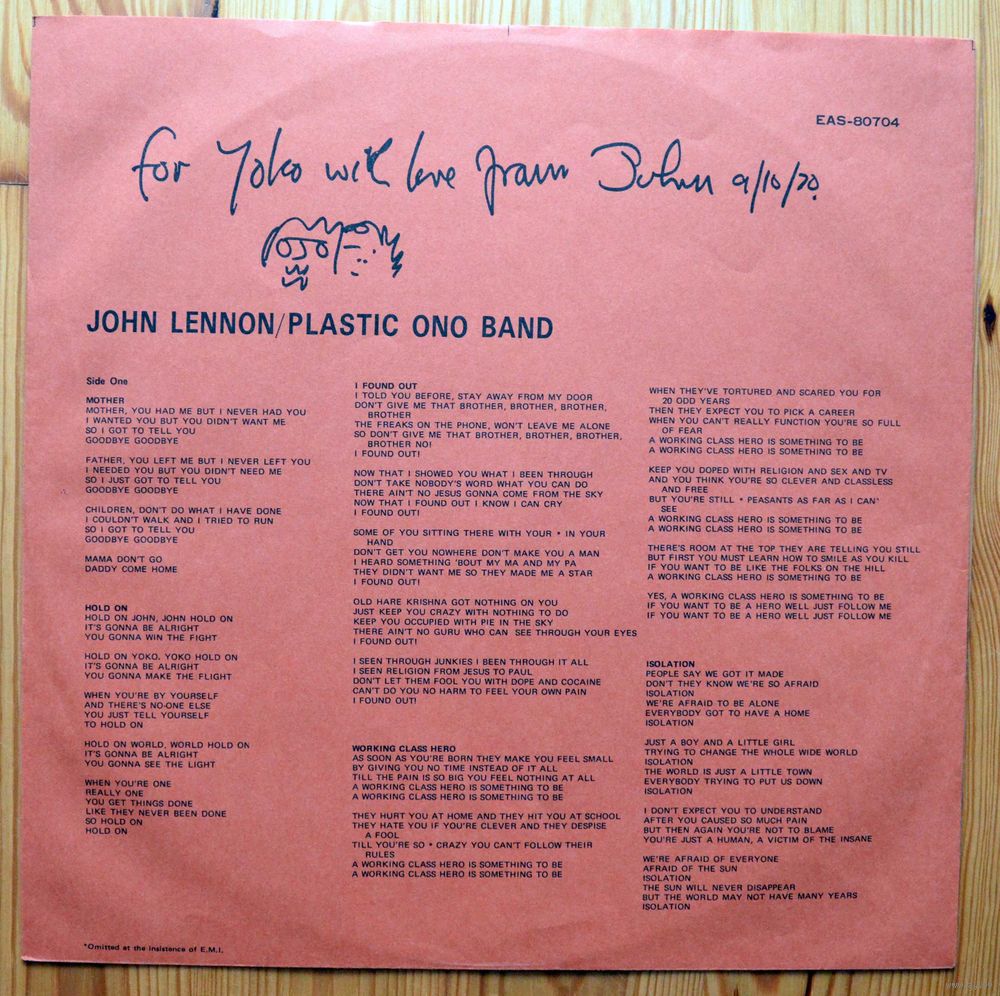 EAS-80704
for Yoko with love from John 9/10/70.
JOHN LENNON/PLASTIC ONO BAND
Side One
MOTHER
MOTHER, YOU HAD ME BUT I NEVER HAD YOU
I WANTED YOU BUT YOU DIDN'T WANT ME
SO I GOT TO TELL YOU
GOODBYE GOODBYE
FATHER, YOU LEFT ME BUT I NEVER LEFT YOU
I NEEDED YOU BUT YOU DIDN'T NEED ME
SO I JUST GOT TO TELL YOU
GOODBYE GOODBYE
CHILDREN, DON'T DO WHAT I HAVE DONE
I COULDN'T WALK AND I TRIED TO RUN
SO I GOT TO TELL YOU
GOODBYE GOODBYE
MAMA DON'T GO
DADDY COME HOME
HOLD ON
HOLD ON JOHN, JOHN HOLD ON
IT'S GONNA BE ALRIGHT
YOU GONNA WIN THE FIGHT
HOLD ON YOKO. YOKO HOLD ON
IT'S GONNA BE ALRIGHT
YOU GONNA MAKE THE FLIGHT
WHEN YOU'RE BY YOURSELF
AND THERE'S NO-ONE ELSE
YOU JUST TELL YOURSELF
TO HOLD ON
HOLD ON WORLD, WORLD HOLD ON
IT'S GONNA BE ALRIGHT
YOU GONNA SEE THE LIGHT
WHEN YOU'RE ONE
REALLY ONE
YOU GET THINGS DONE
LIKE THEY NEVER BEEN DONE
SO HOLD ON
HOLD ON
I FOUND OUT
I TOLD YOU BEFORE, STAY AWAY FROM MY DOOR
DON'T GIVE ME THAT BROTHER, BROTHER, BROTHER,
BROTHER
THE FREAKS ON THE PHONE, WON'T LEAVE ME ALONE
SO DON'T GIVE ME THAT BROTHER, BROTHER, BROTHER,
BROTHER NO!
I FOUND OUT!
NOW THAT I SHOWED YOU WHAT I BEEN THROUGH
DON'T TAKE NOBODY'S WORD WHAT YOU CAN DO
THERE AIN'T NO JESUS GONNA COME FROM THE SKY
NOW THAT I FOUND OUT I KNOW I CAN CRY
I FOUND OUT!
SOME OF YOU SITTING THERE WITH YOUR * IN YOUR
HAND
DON'T GET YOU NOWHERE DON'T MAKE YOU A MAN
I HEARD SOMETHING 'BOUT MY MA AND MY PA
THEY DIDN'T WANT ME SO THEY MADE ME A STAR
I FOUND OUT!
OLD HARE KRISHNA GOT NOTHING ON YOU
JUST KEEP YOU CRAZY WITH NOTHING TO DO
KEEP YOU OCCUPIED WITH PIE IN THE SKY
THERE AIN'T NO GURU WHO CAN SEE THROUGH YOUR EYES
I FOUND OUT!
I SEEN THROUGH JUNKIES I BEEN THROUGH IT ALL
I SEEN RELIGION FROM JESUS TO PAUL
DON'T LET THEM FOOL YOU WITH DOPE AND COCAINE
CAN'T DO YOU NO HARM TO FEEL YOUR OWN PAIN
I FOUND OUT!
WORKING CLASS HERO
AS SOON AS YOU'RE BORN THEY MAKE YOU FEEL SMALL
BY GIVING YOU NO TIME INSTEAD OF IT ALL
TILL THE PAIN IS SO BIG YOU FEEL NOTHING AT ALL
A WORKING CLASS HERO IS SOMETHING TO BE
A WORKING CLASS HERO IS SOMETHING TO BE
THEY HURT YOU AT HOME AND THEY HIT YOU AT SCHOOL
THEY HATE YOU IF YOU'RE CLEVER AND THEY DESPISE
A FOOL
TILL YOU'RE SO * CRAZY YOU CAN'T FOLLOW THEIR
RULES
A WORKING CLASS HERO IS SOMETHING TO BE
A WORKING CLASS HERO IS SOMETHING TO BE
WHEN THEY'VE TORTURED AND SCARED YOU FOR
20 ODD YEARS
THEN THEY EXPECT YOU TO PICK A CAREER
WHEN YOU CAN'T REALLY FUNCTION YOU'RE SO FULL
OF FEAR
A WORKING CLASS HERO IS SOMETHING TO BE
A WORKING CLASS HERO IS SOMETHING TO BE
KEEP YOU DOPED WITH RELIGION AND SEX AND TV
AND YOU THINK YOU'RE SO CLEVER AND CLASSLESS
AND FREE
BUT YOU'RE STILL * PEASANTS AS FAR AS I CAN'
SEE
A WORKING CLASS HERO IS SOMETHING TO BE
A WORKING CLASS HERO IS SOMETHING TO BE
THERE'S ROOM AT THE TOP THEY ARE TELLING YOU STILL
BUT FIRST YOU MUST LEARN HOW TO SMILE AS YOU KILL
IF YOU WANT TO BE LIKE THE FOLKS ON THE HILL
A WORKING CLASS HERO IS SOMETHING TO BE
YES, A WORKING CLASS HERO IS SOMETHING TO BE
IF YOU WANT TO BE A HERO WELL JUST FOLLOW ME
IF YOU WANT TO BE A HERO WELL JUST FOLLOW ME
ISOLATION
PEOPLE SAY WE GOT IT MADE
DON'T THEY KNOW WE'RE SO AFRAID
ISOLATION
WE'RE AFRAID TO BE ALONE
EVERYBODY GOT TO HAVE A HOME
ISOLATION
JUST A BOY AND A LITTLE GIRL
TRYING TO CHANGE THE WHOLE WIDE WORLD
ISOLATION
THE WORLD IS JUST A LITTLE TOWN
EVERYBODY TRYING TO PUT US DOWN
ISOLATION
I DON'T EXPECT YOU TO UNDERSTAND
AFTER YOU CAUSED SO MUCH PAIN
BUT THEN AGAIN YOU'RE NOT TO BLAME
YOU'RE JUST A HUMAN, A VICTIM OF THE INSANE
WE'RE AFRAID OF EVERYONE
AFRAID OF THE SUN
ISOLATION
THE SUN WILL NEVER DISAPPEAR
BUT THE WORLD MAY NOT HAVE MANY YEARS
ISOLATION
*Omitted at the insistence of E.M.I.